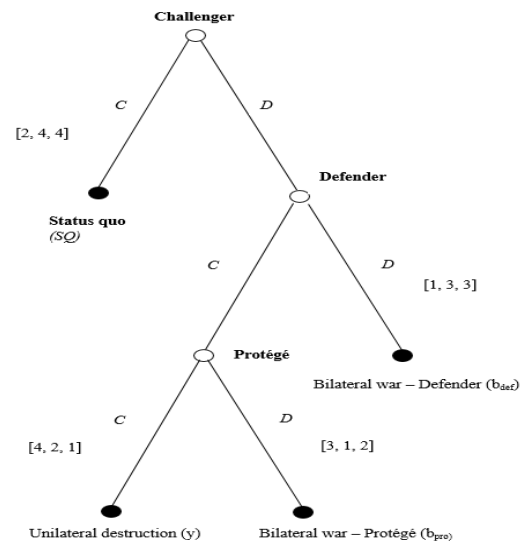 Challenger
C
D
[2, 4, 4]
Defender
Status quo
(SQ)
C
D
[1, 3, 3]
Protégé
Bilateral war – Defender (bdef)
C
D
[4, 2, 1]
[3, 1, 2]
Unilateral destruction (y)
Bilateral war – Protégé (bpro)